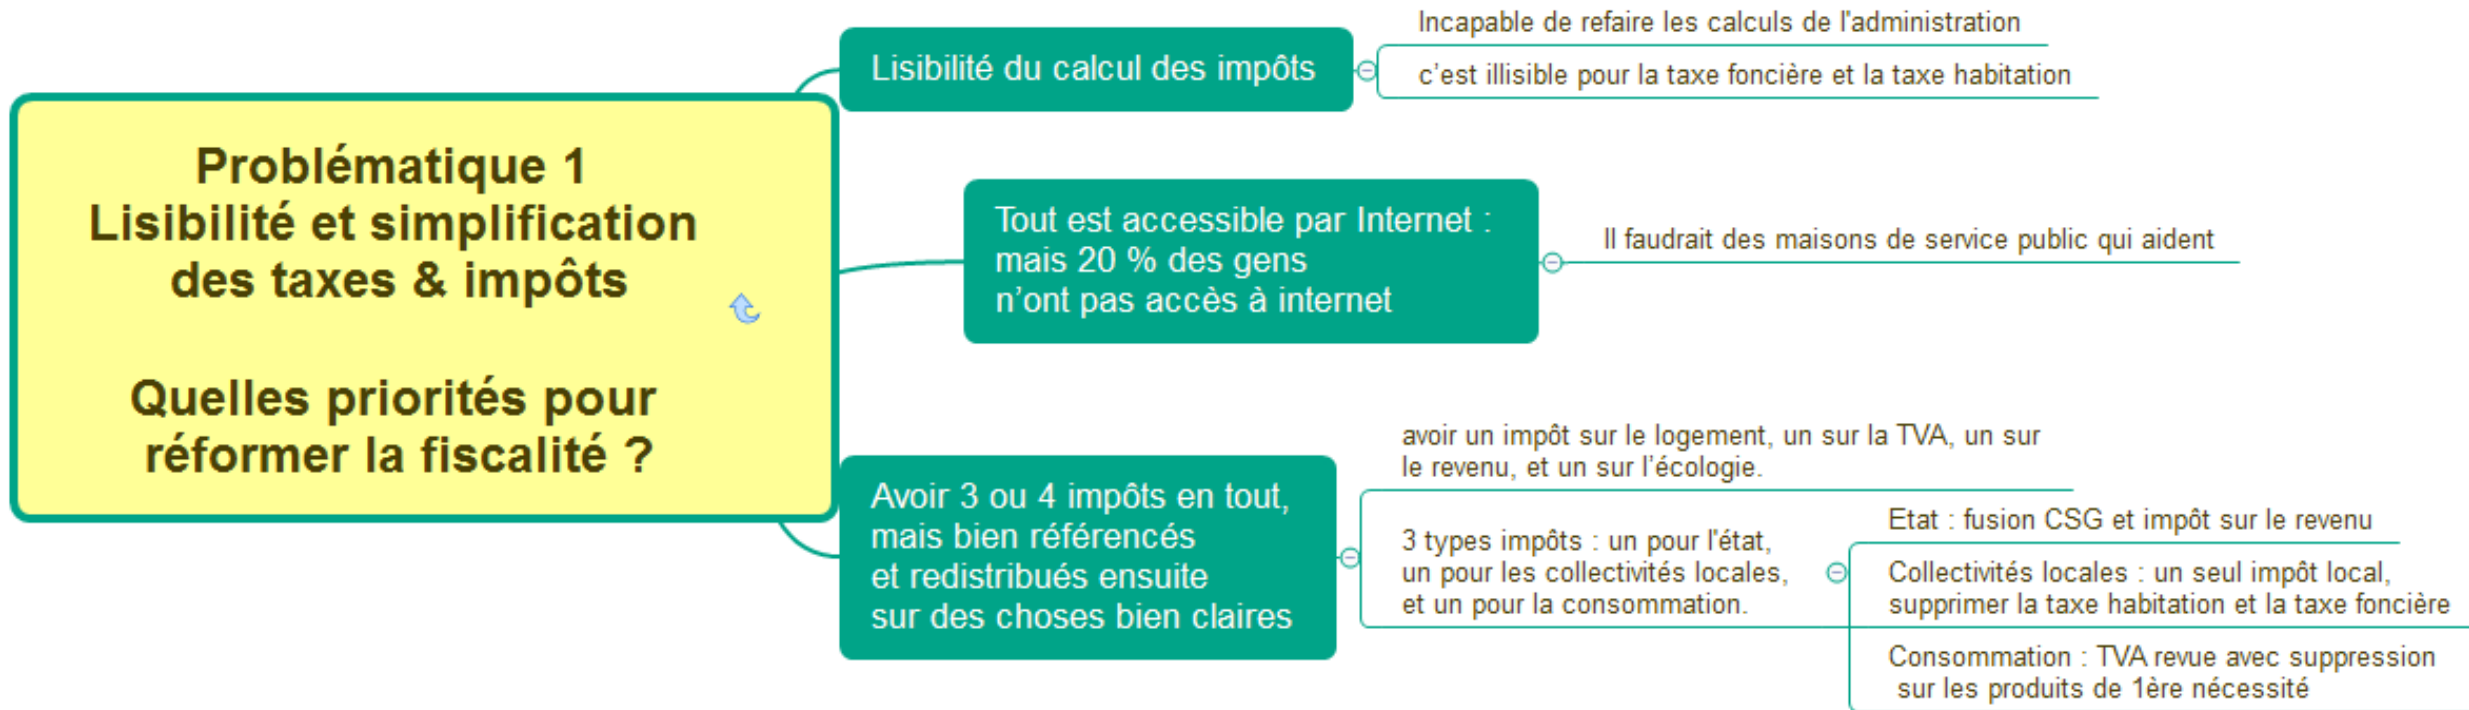 Problématique 1
Lisibilité et simplification
des taxes & impôts
Quelles priorités pour
réformer la fiscalité ?
Lisibilité du calcul des impôts
Incapable de refaire les calculs de l'administration
c’est illisible pour la taxe foncière et la taxe habitation
Tout est accessible par Internet :
mais 20 % des gens
n’ont pas accès à internet
Il faudrait des maisons de service public qui aident
Avoir 3 ou 4 impôts en tout,
mais bien référencés
et redistribués ensuite
sur des choses bien claires
avoir un impôt sur le logement, un sur la TVA, un sur
le revenu, et un sur l’écologie.
3 types impôts : un pour l'état,
un pour les collectivités locales,
et un pour la consommation.
Etat : fusion CSG et impôt sur le revenu
Collectivités locales : un seul impôt local,
supprimer la taxe habitation et la taxe foncière
Consommation : TVA revue avec suppression
sur les produits de 1ère nécessité